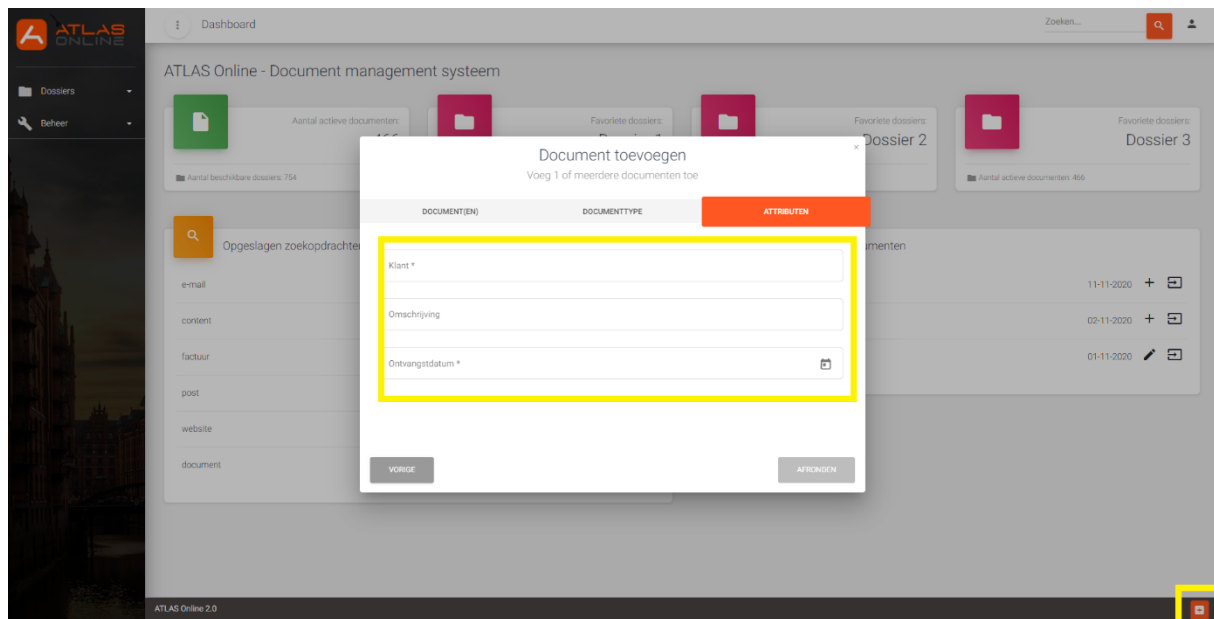 ATLAS
ONLINE
Dashboard
Zoeken...
Dossiers
Beheer
ATLAS Online - Document management systeem
Aantal actieve documenten:
Aantal beschikbare dossiers: 754
Favoriete dossiers:
Favoriete dossiers:
Dossier 2
Favoriete dossiers:
Dossier 3
Aantal actieve documenten: 466
Document toevoegen
Voeg 1 of meerdere documenten toe
×
DOCUMENT(EN)
DOCUMENTTYPE
ATTRIBUTEN
Klant *
Omschrijving
Ontvangstdatum *
VORIGE
AFRONDEN
Opgeslagen zoekopdrachten
e-mail
content
factuur
post
website
document
11-11-2020
02-11-2020
01-11-2020
ATLAS Online 2.0